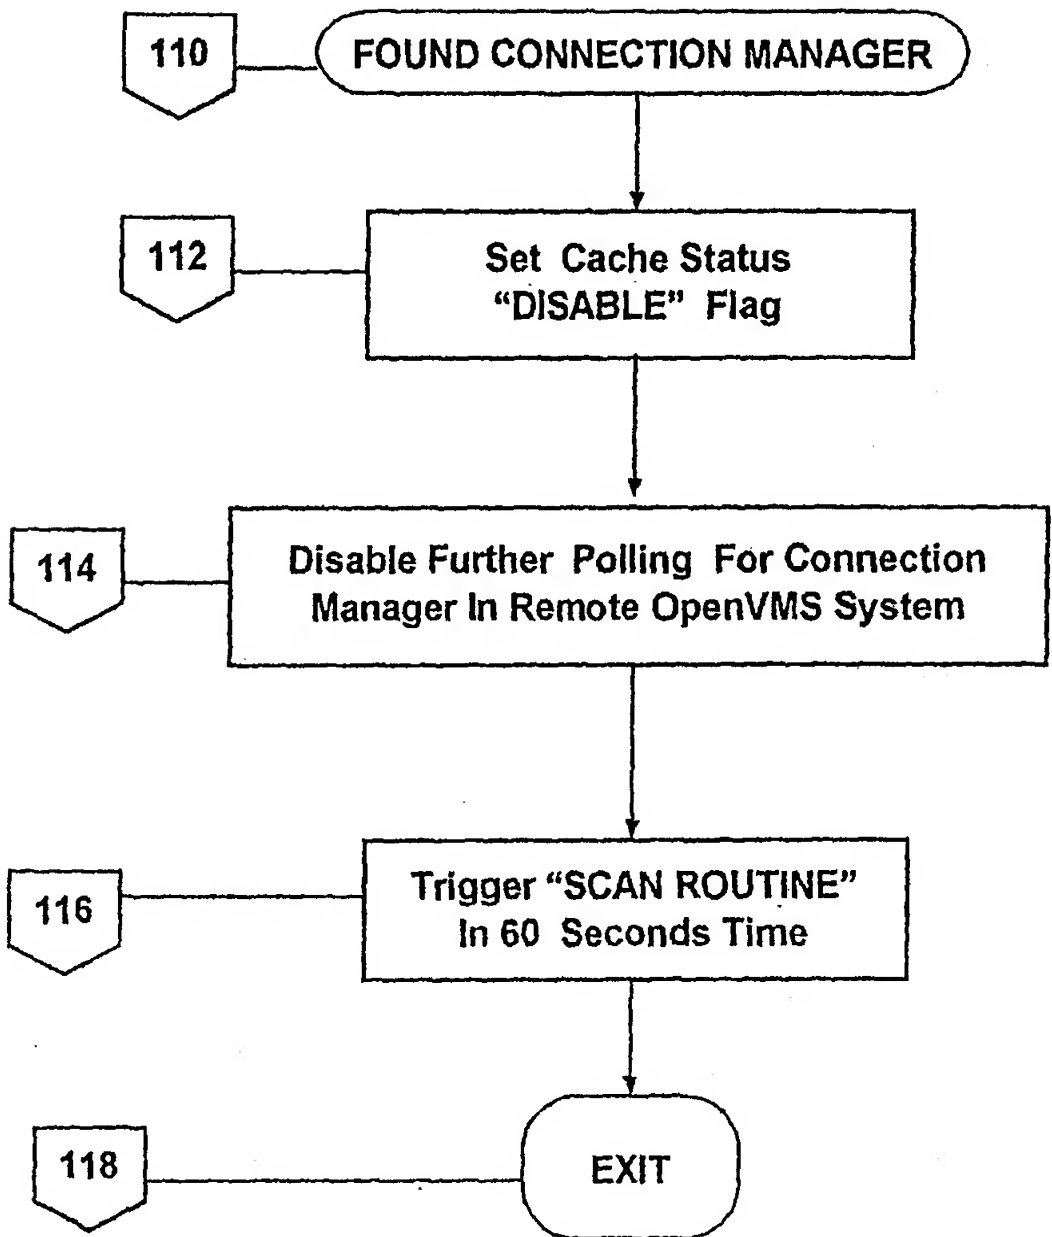 110
FOUND CONNECTION MANAGER
112
Set Cache Status
“DISABLE” Flag
114
Disable Further Polling For Connection
Manager In Remote OpenVMS System
116
Trigger “SCAN ROUTINE”
In 60 Seconds Time
118
EXIT